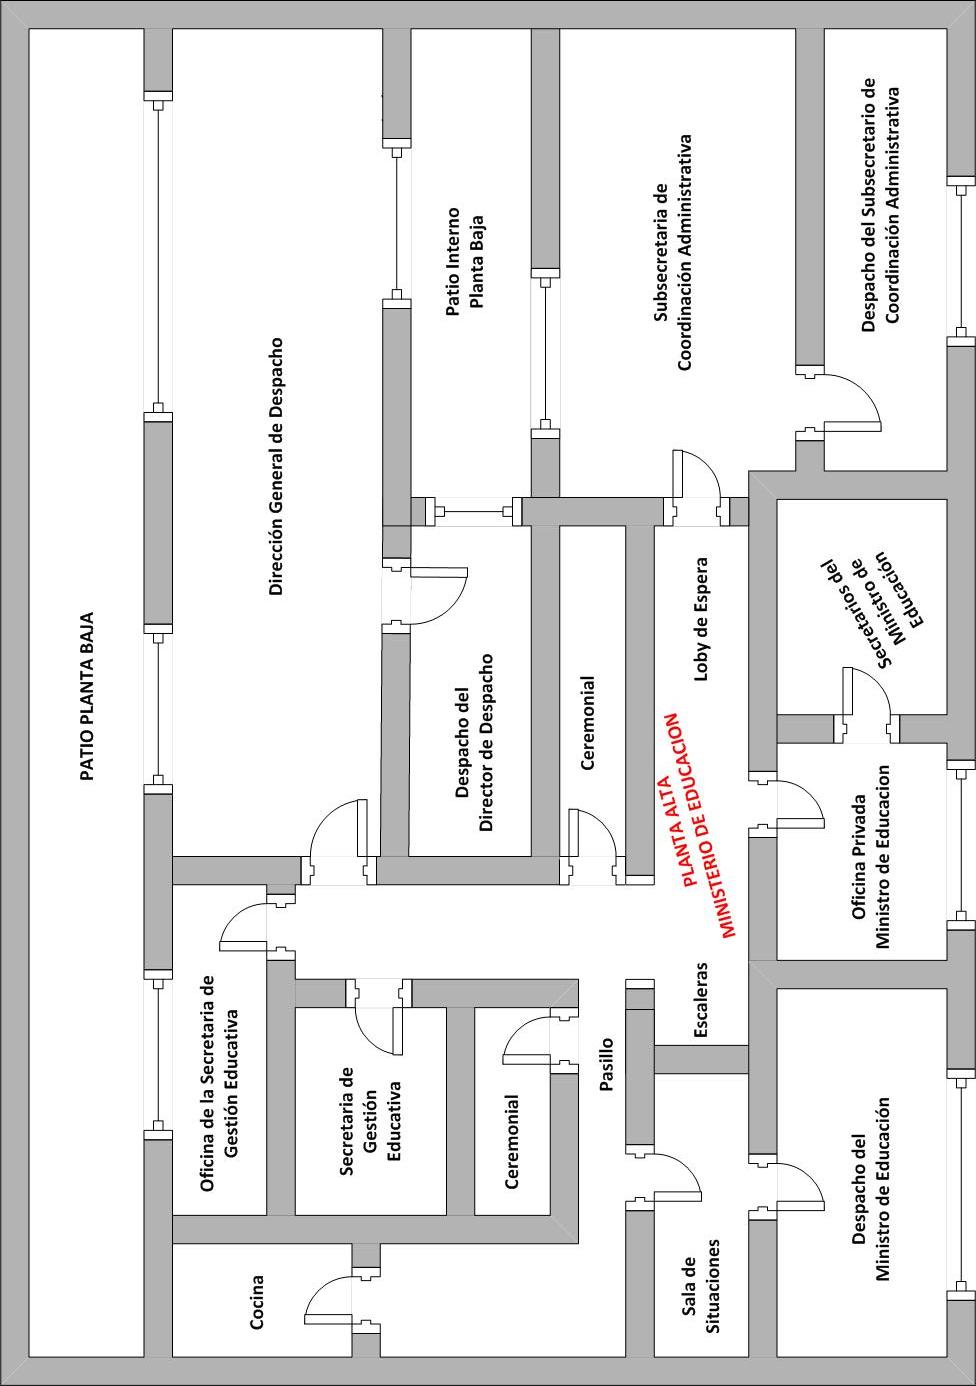 PATIO PLANTA BAJA
Dirección General de Despacho
Patio Interno
Planta Baja
Subsecretaria de
Coordinación Administrativa
Despacho del Subsecretario de
Coordinación Administrativa
Despacho del
Director de Despacho
Ceremonial
Loby de Espera
Secretarios del
Ministro de
Educación
PLANTA ALTA
MINISTERIO DE EDUCACION
Oficina Privada
Ministro de Educacion
Oficina de la Secretaria de
Gestión Educativa
Secretaria de
Gestión
Educativa
Ceremonial
Pasillo
Escaleras
Despacho del
Ministro de Educación
Cocina
Sala de
Situaciones